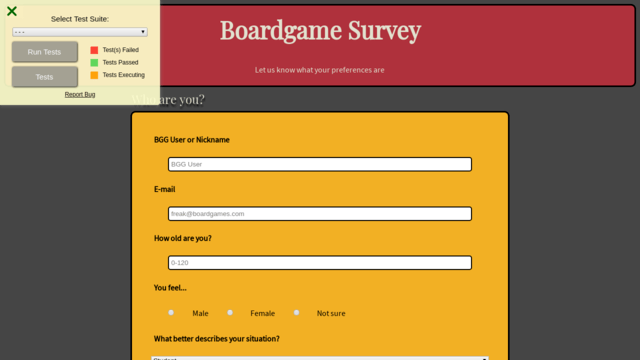 Select Test Suite:
- - -
Run Tests
Tests
Test(s) Failed
Tests Passed
Tests Executing
Report Bug
Boardgame Survey
Let us know what your preferences are
Who are you?
BGG User or Nickname
BGG User
E-mail
freak@boardgames.com
How old are you?
0-120
You feel...
Male Female Not sure
What better describes your situation?